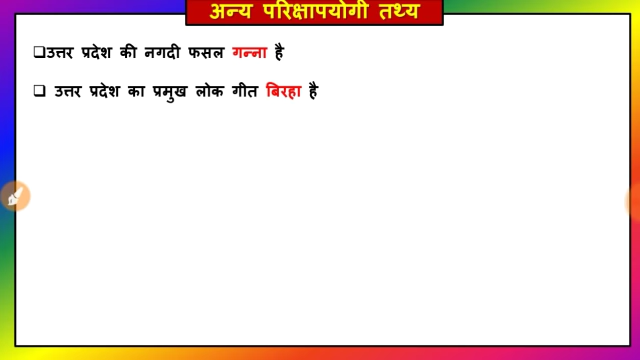 अन्य परिक्षापयोगी तथ्य
❑उत्तर प्रदेश की नगदी फसल गन्ना है
❑ उत्तर प्रदेश का प्रमुख लोक गीत बिरहा है